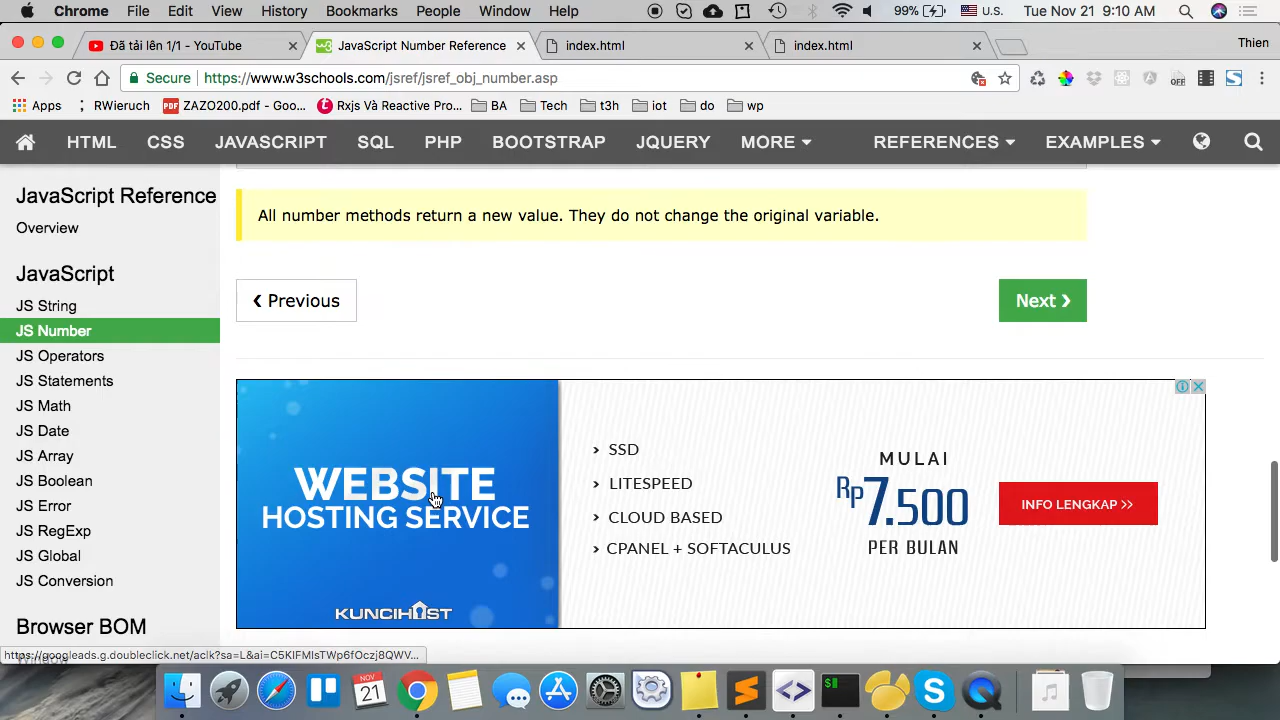 Chrome File Edit View History Bookmarks People Window Help 99% U.S. Tue Nov 21 9:10 AM
Đã tải lên 1/1 - YouTube JavaScript Number Reference index.html index.html Thien
Secure https://www.w3schools.com/jsref/jsref_obj_number.asp
Apps RWieruch ZAZO200.pdf - Goo... Rxjs Và Reactive Pro... BA Tech t3h iot do wp
HTML CSS JAVASCRIPT SQL PHP BOOTSTRAP JQUERY MORE REFERENCES EXAMPLES
JavaScript Reference
Overview
JavaScript
JS String
JS Number
JS Operators
JS Statements
JS Math
JS Date
JS Array
JS Boolean
JS Error
JS RegExp
JS Global
JS Conversion
Browser BOM
Window
All number methods return a new value. They do not change the original variable.
❮ Previous
Next ❯
WEBSITE
HOSTING SERVICE
KUNCIHOST
> SSD
> LITESPEED
> CLOUD BASED
> CPANEL + SOFTACULUS
MULAI
Rp7.500
PER BULAN
INFO LENGKAP >>
https://googleads.g.doubleclick.net/aclk?sa=L&ai=C5KIFMIsTWp6fOczj8QWV...
NOV
21